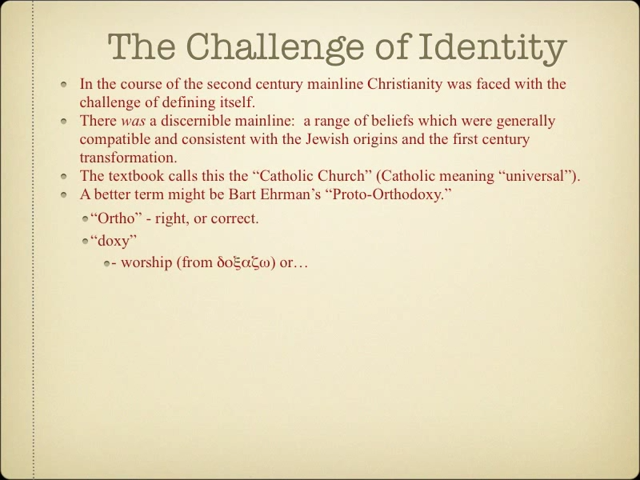 The Challenge of Identity
In the course of the second century mainline Christianity was faced with the
challenge of defining itself.
There was a discernible mainline: a range of beliefs which were generally
compatible and consistent with the Jewish origins and the first century
transformation.
The textbook calls this the “Catholic Church” (Catholic meaning “universal”).
A better term might be Bart Ehrman’s “Proto-Orthodoxy.”
“Ortho” - right, or correct.
“doxy”
- worship (from δοξαζω) or…